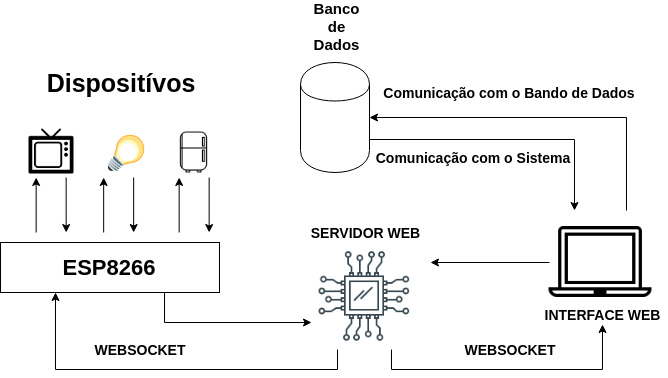 Banco
de
Dados
Dispositívos
Comunicação com o Bando de Dados
Comunicação com o Sistema
SERVIDOR WEB
ESP8266
INTERFACE WEB
WEBSOCKET
WEBSOCKET